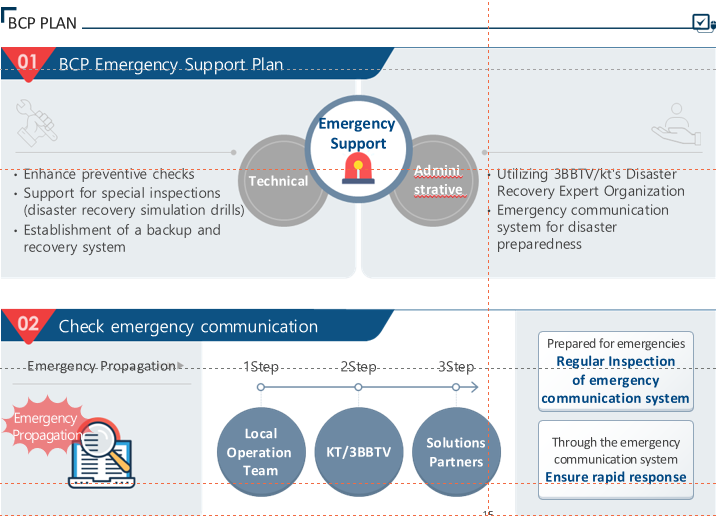 BCP PLAN
01
BCP Emergency Support Plan
Emergency
Support
Technical
Admini
strative
• Enhance preventive checks
• Support for special inspections
(disaster recovery simulation drills)
• Establishment of a backup and
recovery system
• Utilizing 3BBTV/kt's Disaster
Recovery Expert Organization
• Emergency communication
system for disaster
preparedness
02
Check emergency communication
Emergency Propagation
Emergency
Propagation
1Step
2Step
3Step
Local
Operation
Team
KT/3BBTV
Solutions
Partners
Prepared for emergencies
Regular Inspection
of emergency
communication system
Through the emergency
communication system
Ensure rapid response